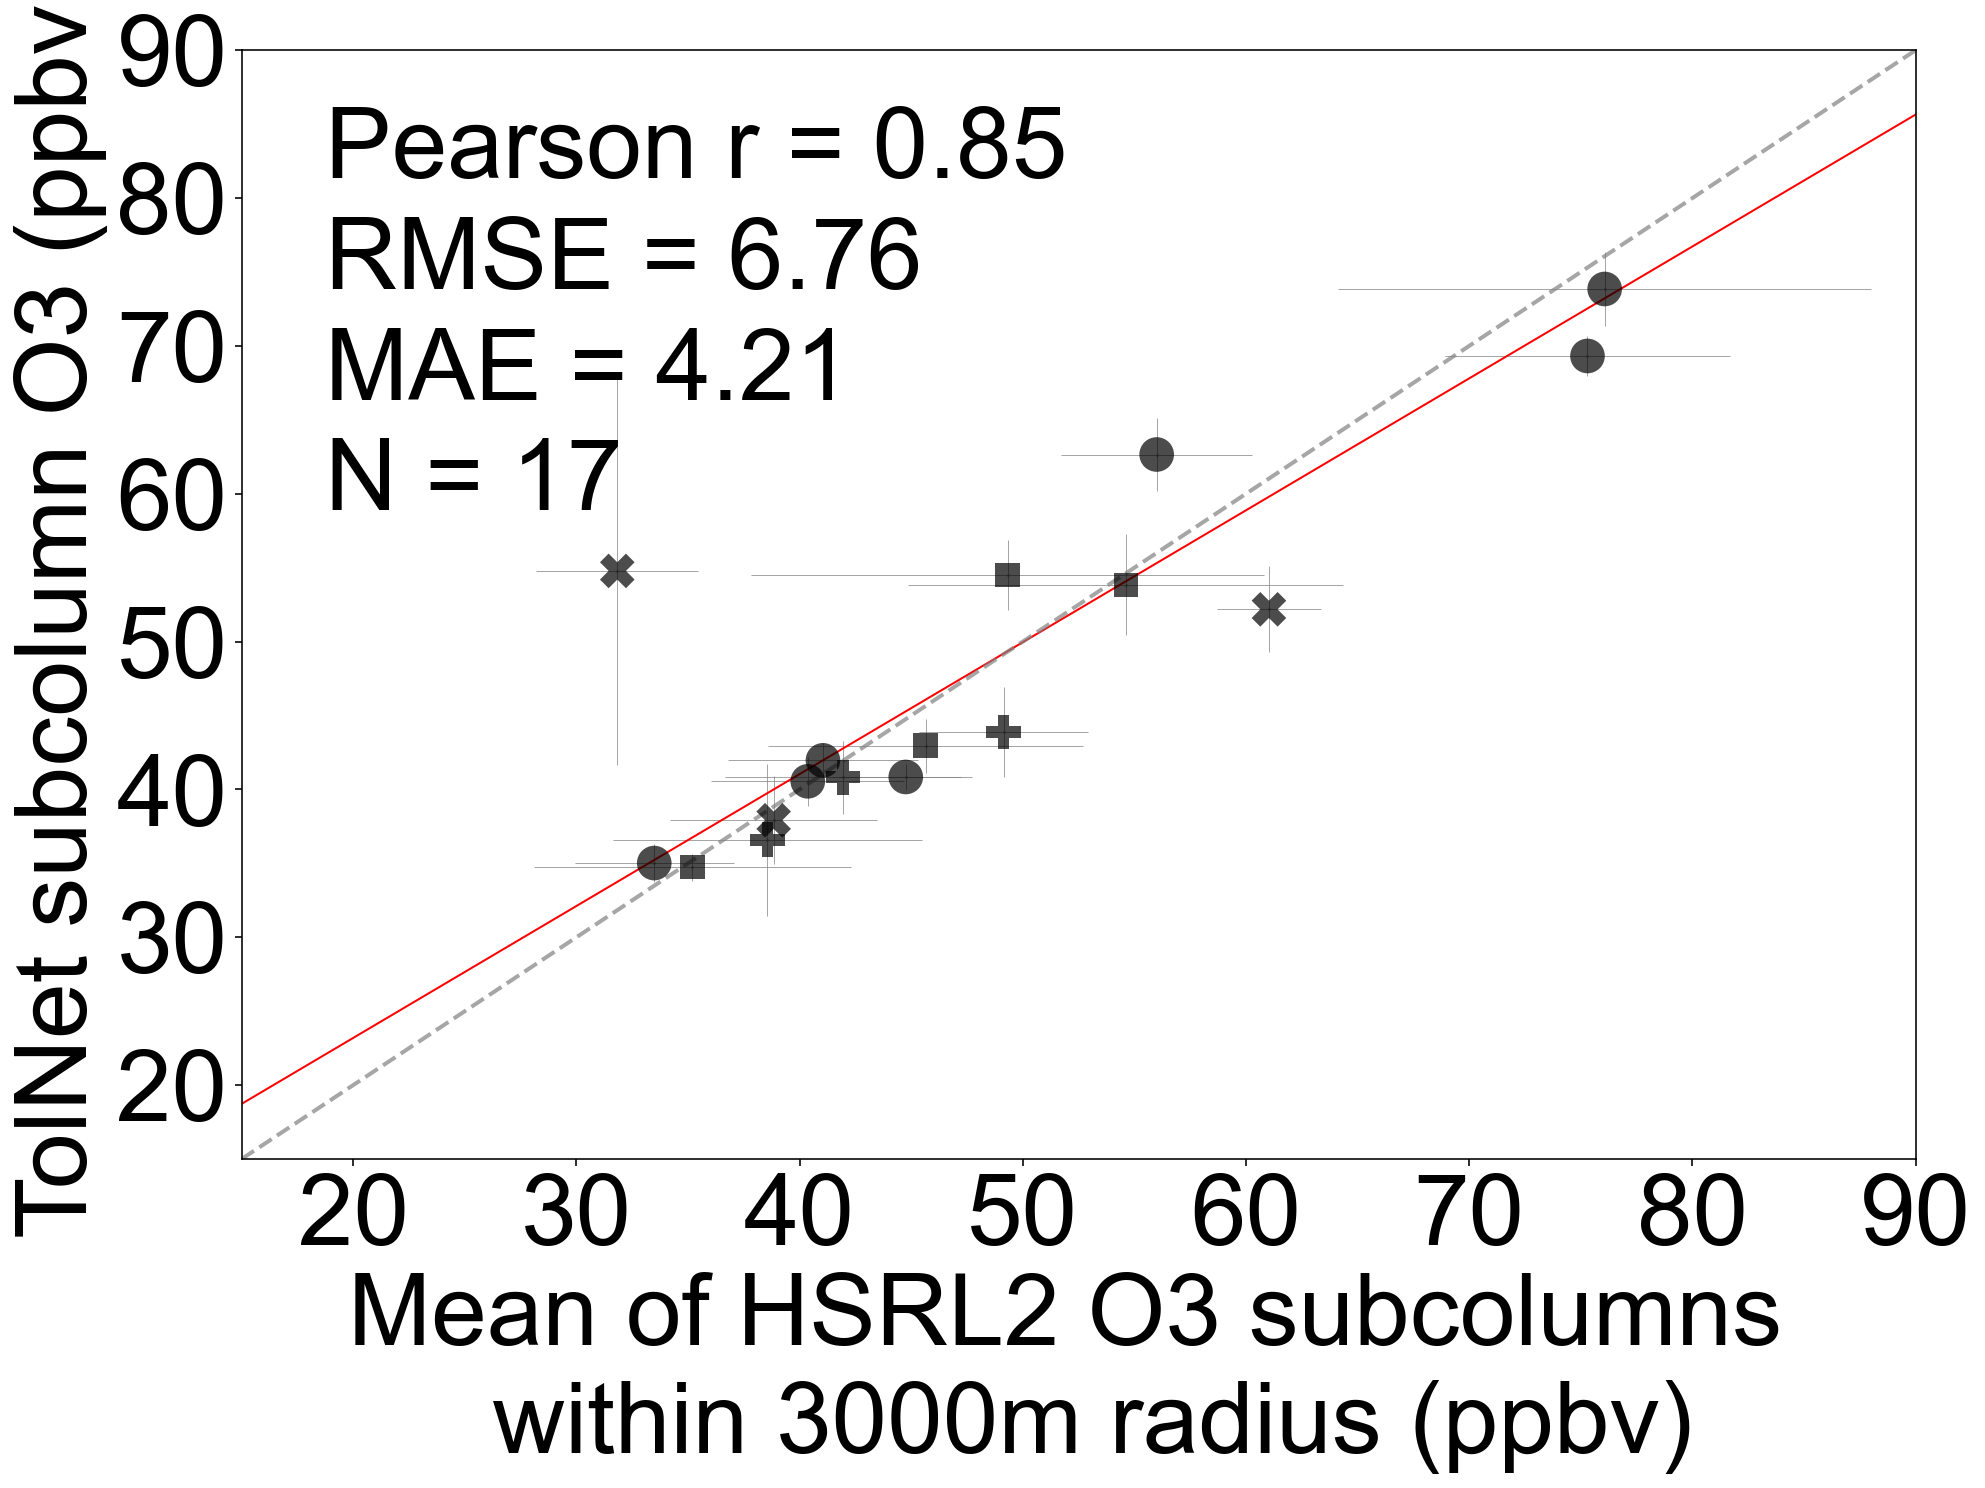 TolNet subcolumn O3 (ppbv
90
80
70
60
50
40
30
20
Pearson r = 0.85
RMSE = 6.76
MAE = 4.21
N = 17
20 30 40 50 60 70 80 90
Mean of HSRL2 O3 subcolumns
within 3000m radius (ppbv)